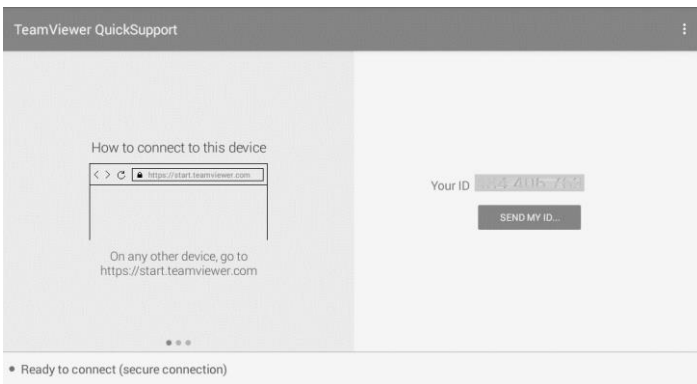 TeamViewer QuickSupport
How to connect to this device
https://start.teamviewer.com
On any other device, go to
https://start.teamviewer.com
Your ID
SEND MY ID...
Ready to connect (secure connection)